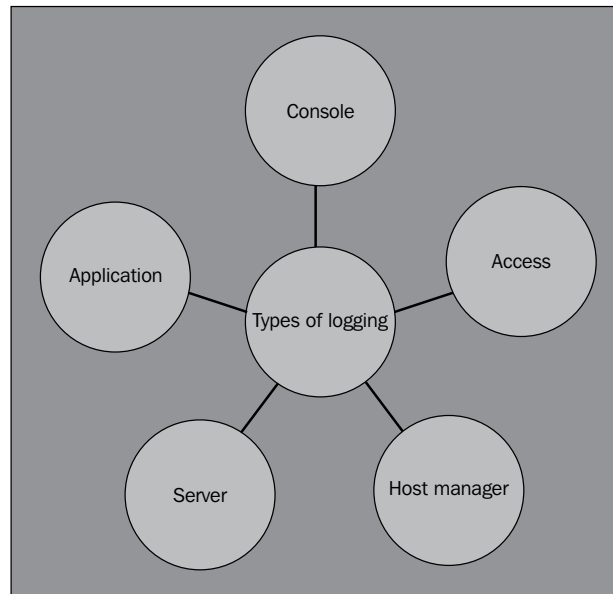 Console
Application
Access
Types of logging
Server
Host manager